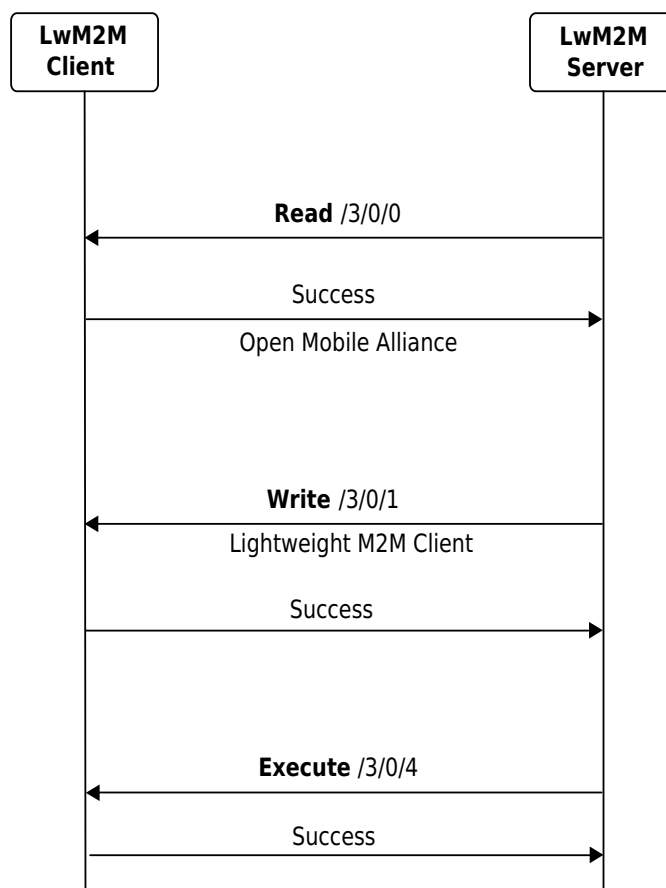 LwM2M
Client
LwM2M
Server
Read /3/0/0
Success
Open Mobile Alliance
Write /3/0/1
Lightweight M2M Client
Success
Execute /3/0/4
Success